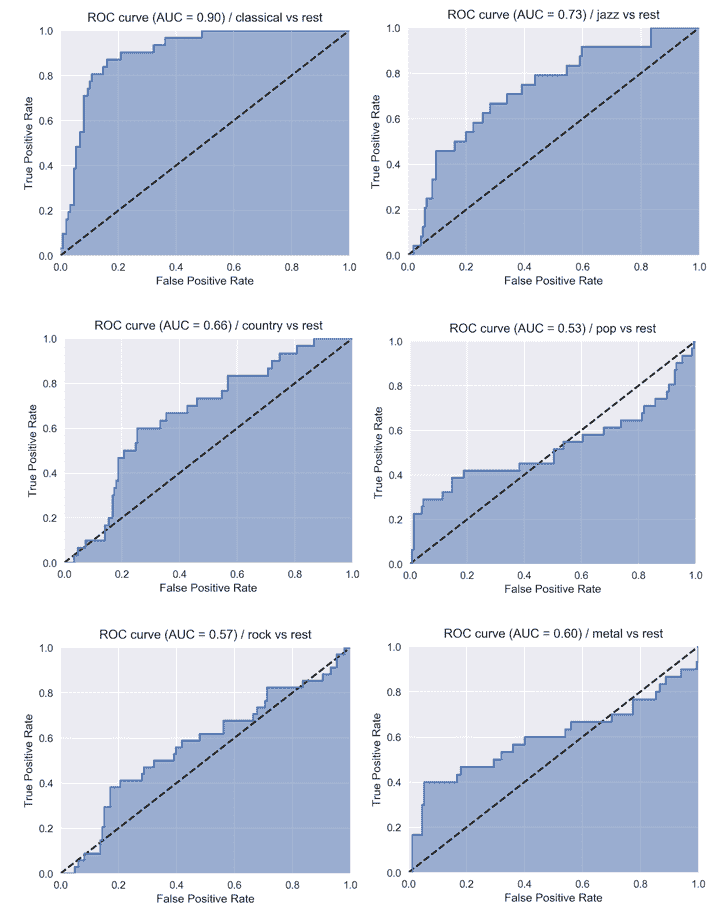 ROC curve (AUC = 0.90) / classical vs rest
1.0
0.8
0.6
0.4
0.2
0.0
True Positive Rate
0.0 0.2 0.4 0.6 0.8 1.0
False Positive Rate
ROC curve (AUC = 0.73) / jazz vs rest
1.0
0.8
0.6
0.4
0.2
0.0
True Positive Rate
0.0 0.2 0.4 0.6 0.8 1.0
False Positive Rate
ROC curve (AUC = 0.66) / country vs rest
1.0
0.8
0.6
0.4
0.2
0.0
True Positive Rate
0.0 0.2 0.4 0.6 0.8 1.0
False Positive Rate
ROC curve (AUC = 0.53) / pop vs rest
1.0
0.8
0.6
0.4
0.2
0.0
True Positive Rate
0.0 0.2 0.4 0.6 0.8 1.0
False Positive Rate
ROC curve (AUC = 0.57) / rock vs rest
1.0
0.8
0.6
0.4
0.2
0.0
True Positive Rate
0.0 0.2 0.4 0.6 0.8 1.0
False Positive Rate
ROC curve (AUC = 0.60) / metal vs rest
1.0
0.8
0.6
0.4
0.2
0.0
True Positive Rate
0.0 0.2 0.4 0.6 0.8 1.0
False Positive Rate